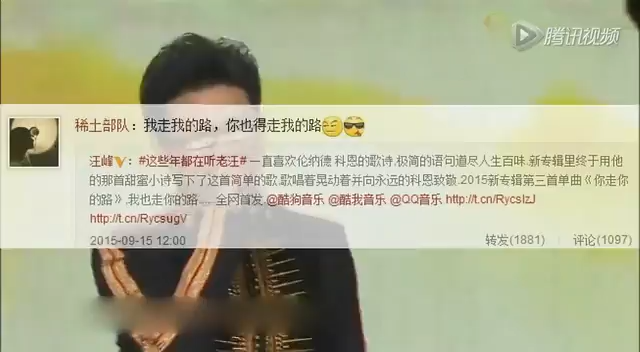 腾讯视频
稀土部队：我走我的路，你也得走我的路
汪峰：#这些年都在听老汪# 一直喜欢伦纳德 科恩的歌诗,极简的语句道尽人生百味.新专辑里终于用他
的那首甜蜜小诗写下了这首简单的歌.歌唱着晃动着并向永远的科恩致敬.2015新专辑第三首单曲《你走你
的路》,我也走你的路..... 全网首发.@酷狗音乐 @酷我音乐 @QQ音乐 http://t.cn/RycsIzJ
http://t.cn/RycsugV
2015-09-15 12:00 转发(1881) 评论(1097)